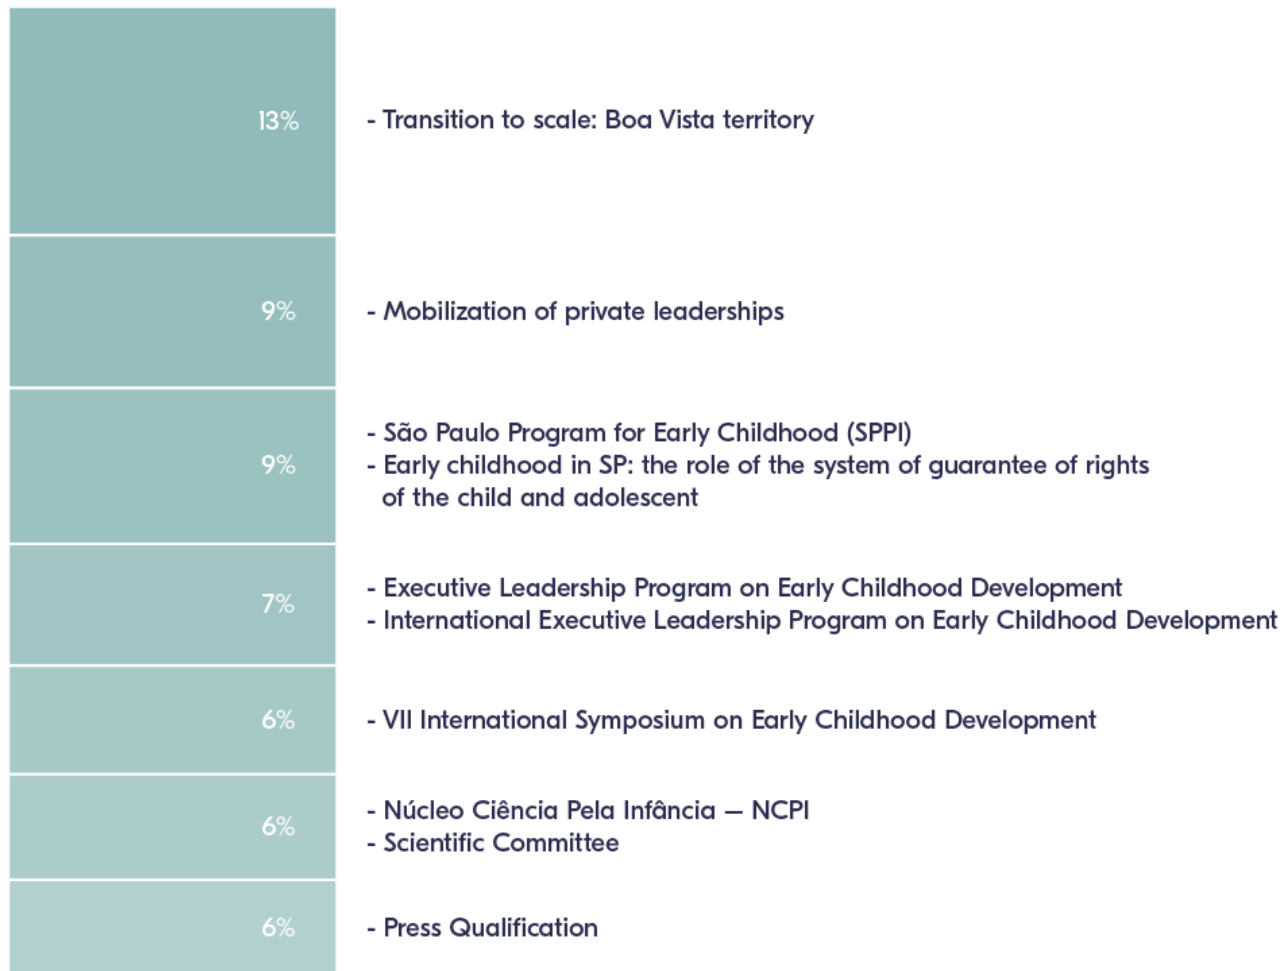 13%
- Transition to scale: Boa Vista territory
9%
- Mobilization of private leaderships
- São Paulo Program for Early Childhood (SPPI)
9%
- Early childhood in SP: the role of the system of guarantee of rights
of the child and adolescent
- Executive Leadership Program on Early Childhood Development
7%
- International Executive Leadership Program on Early Childhood Development
6%
- VII International Symposium on Early Childhood Development
- Núcleo Ciência Pela Infância – NCPI
6%
- Scientific Committee
6%
- Press Qualification